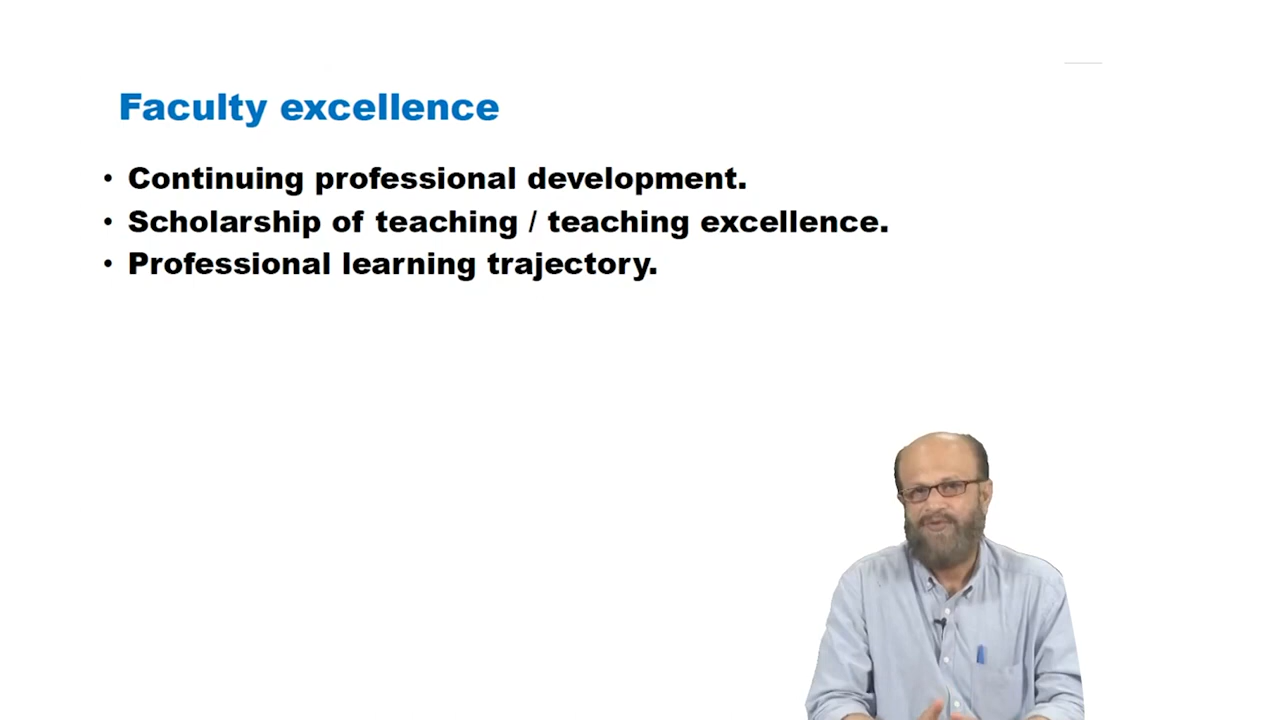 Faculty excellence
• Continuing professional development.
• Scholarship of teaching / teaching excellence.
• Professional learning trajectory.